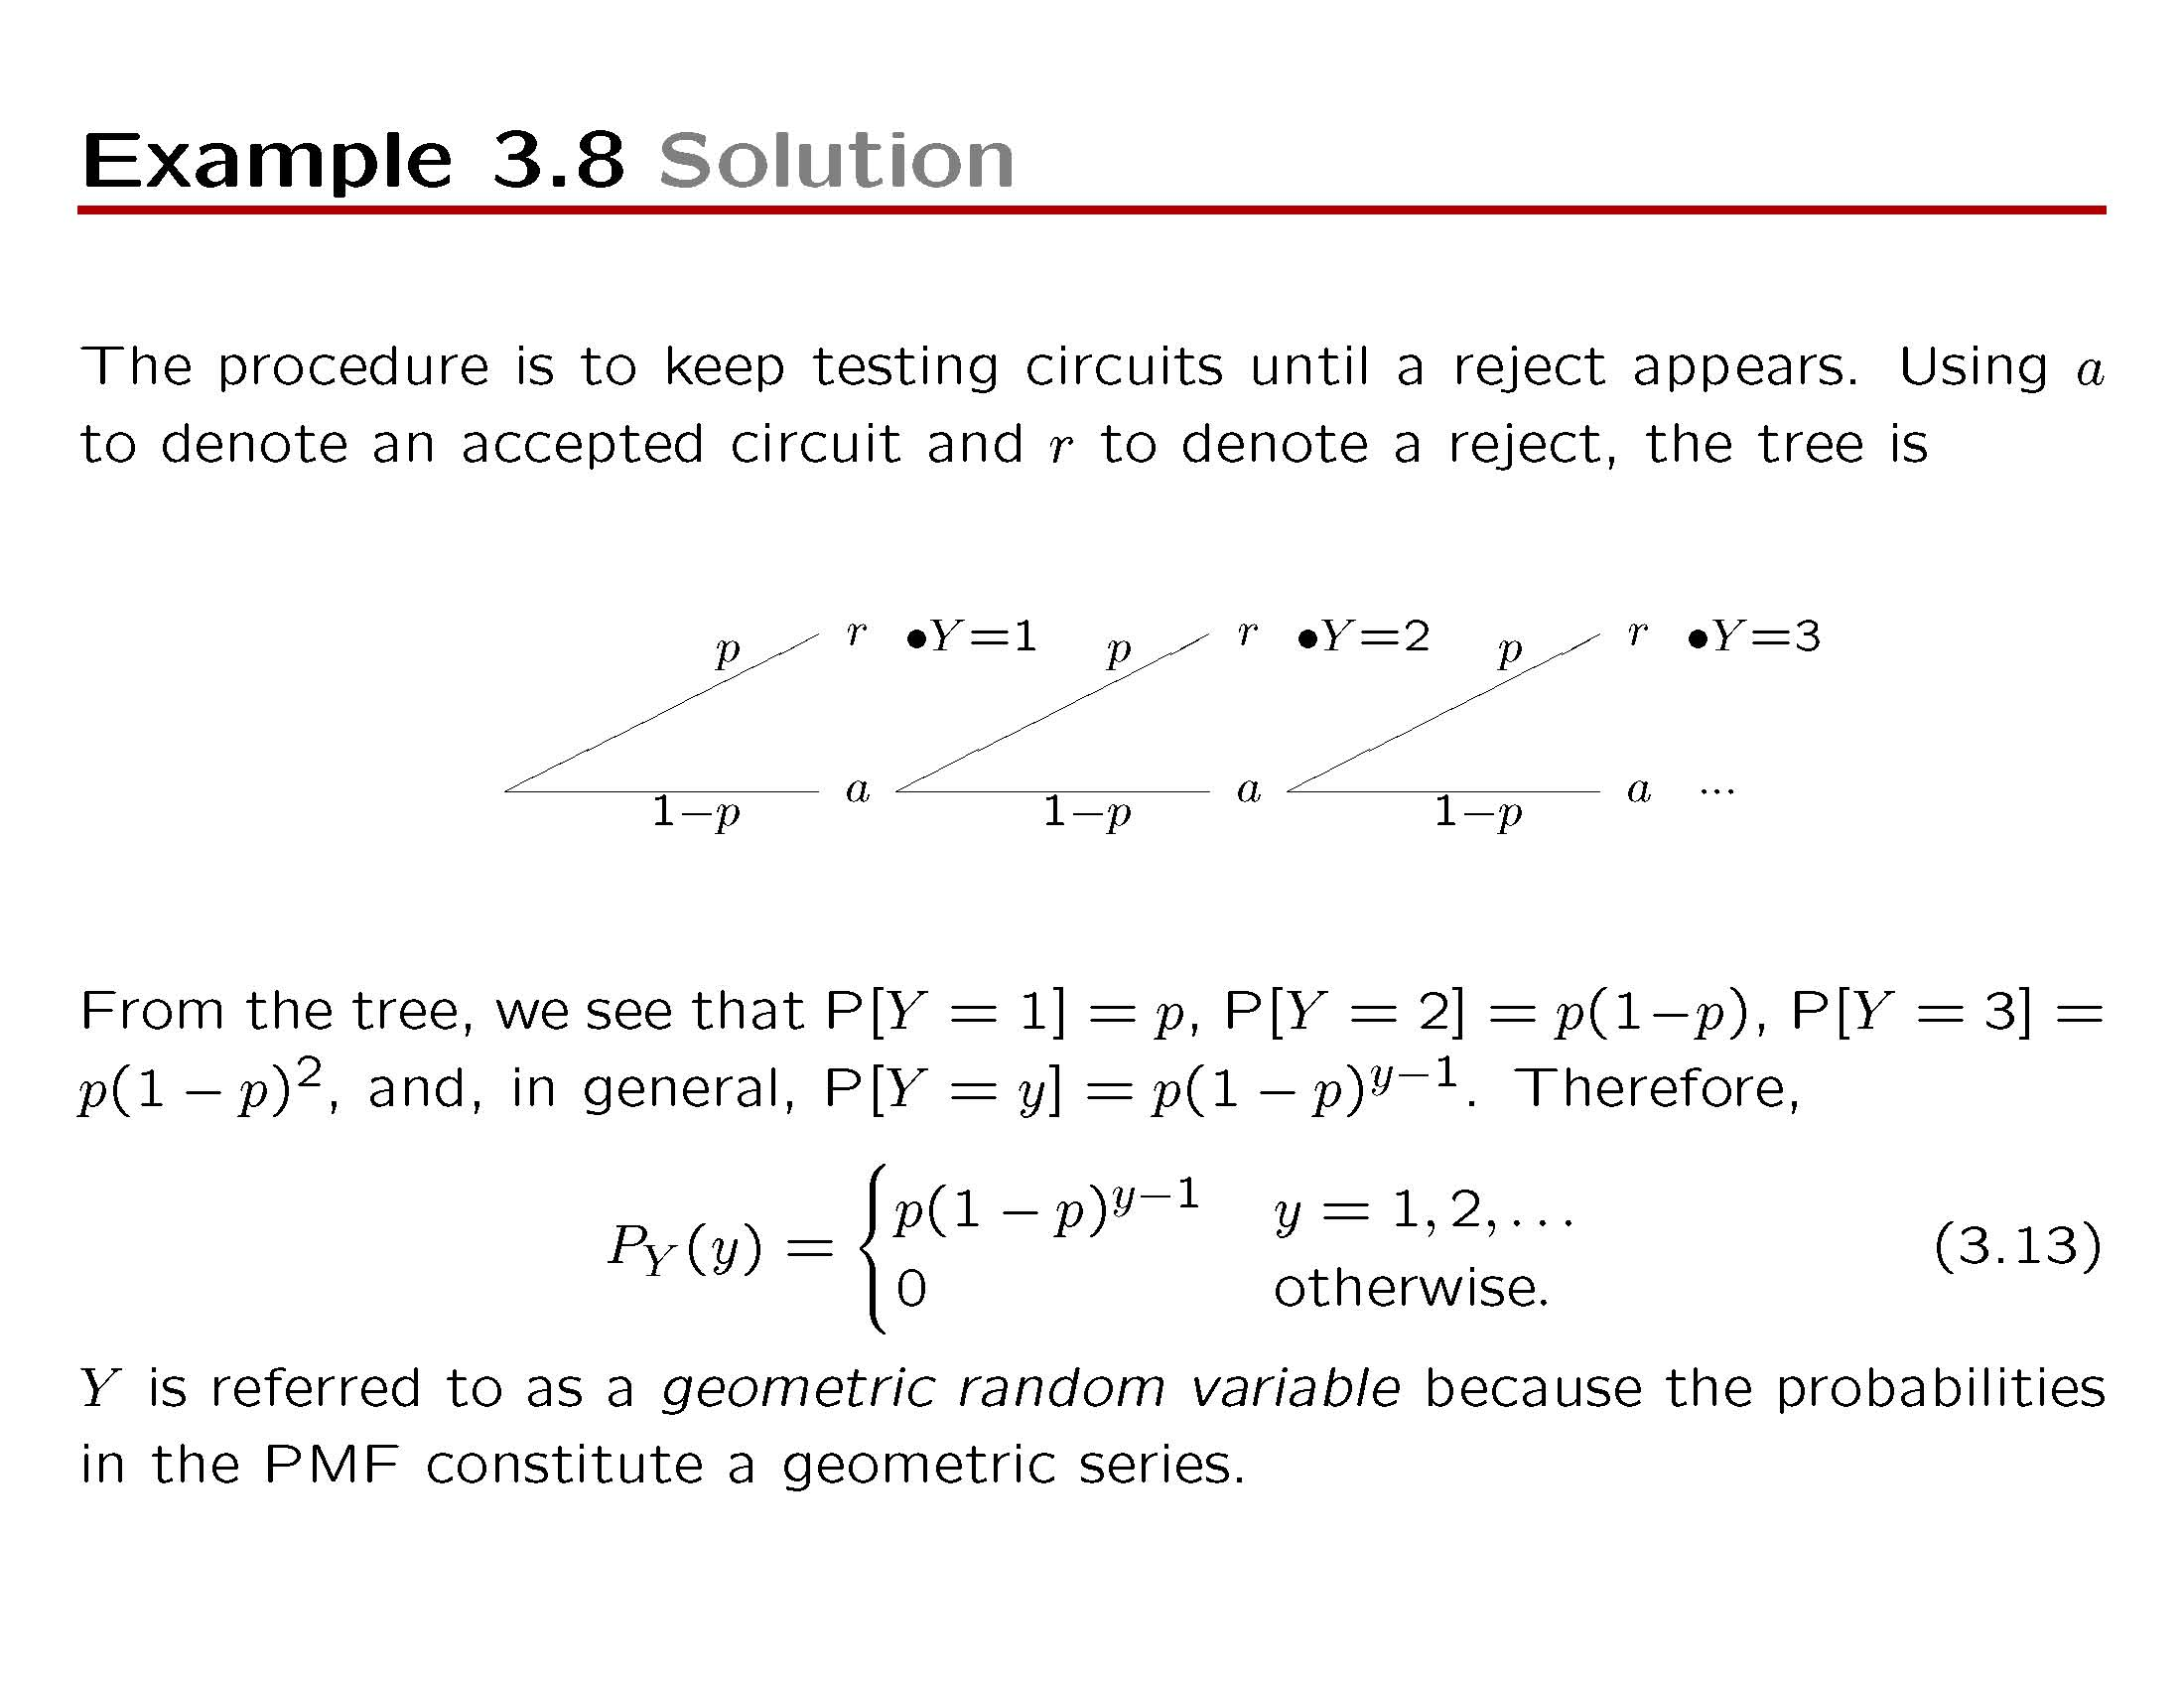 Example 3.8 Solution
The procedure is to keep testing circuits until a reject appears. Using a
to denote an accepted circuit and r to denote a reject, the tree is
p r •Y=1 p r •Y=2 p r •Y=3
1−p a 1−p a 1−p a ···
From the tree, we see that P[Y = 1] = p, P[Y = 2] = p(1−p), P[Y = 3] =
p(1 − p)², and, in general, P[Y = y] = p(1 − p)^{y−1}. Therefore,
P_Y(y) = { p(1 − p)^{y−1} y = 1, 2, . . .
0 otherwise.
(3.13)
Y is referred to as a geometric random variable because the probabilities
in the PMF constitute a geometric series.